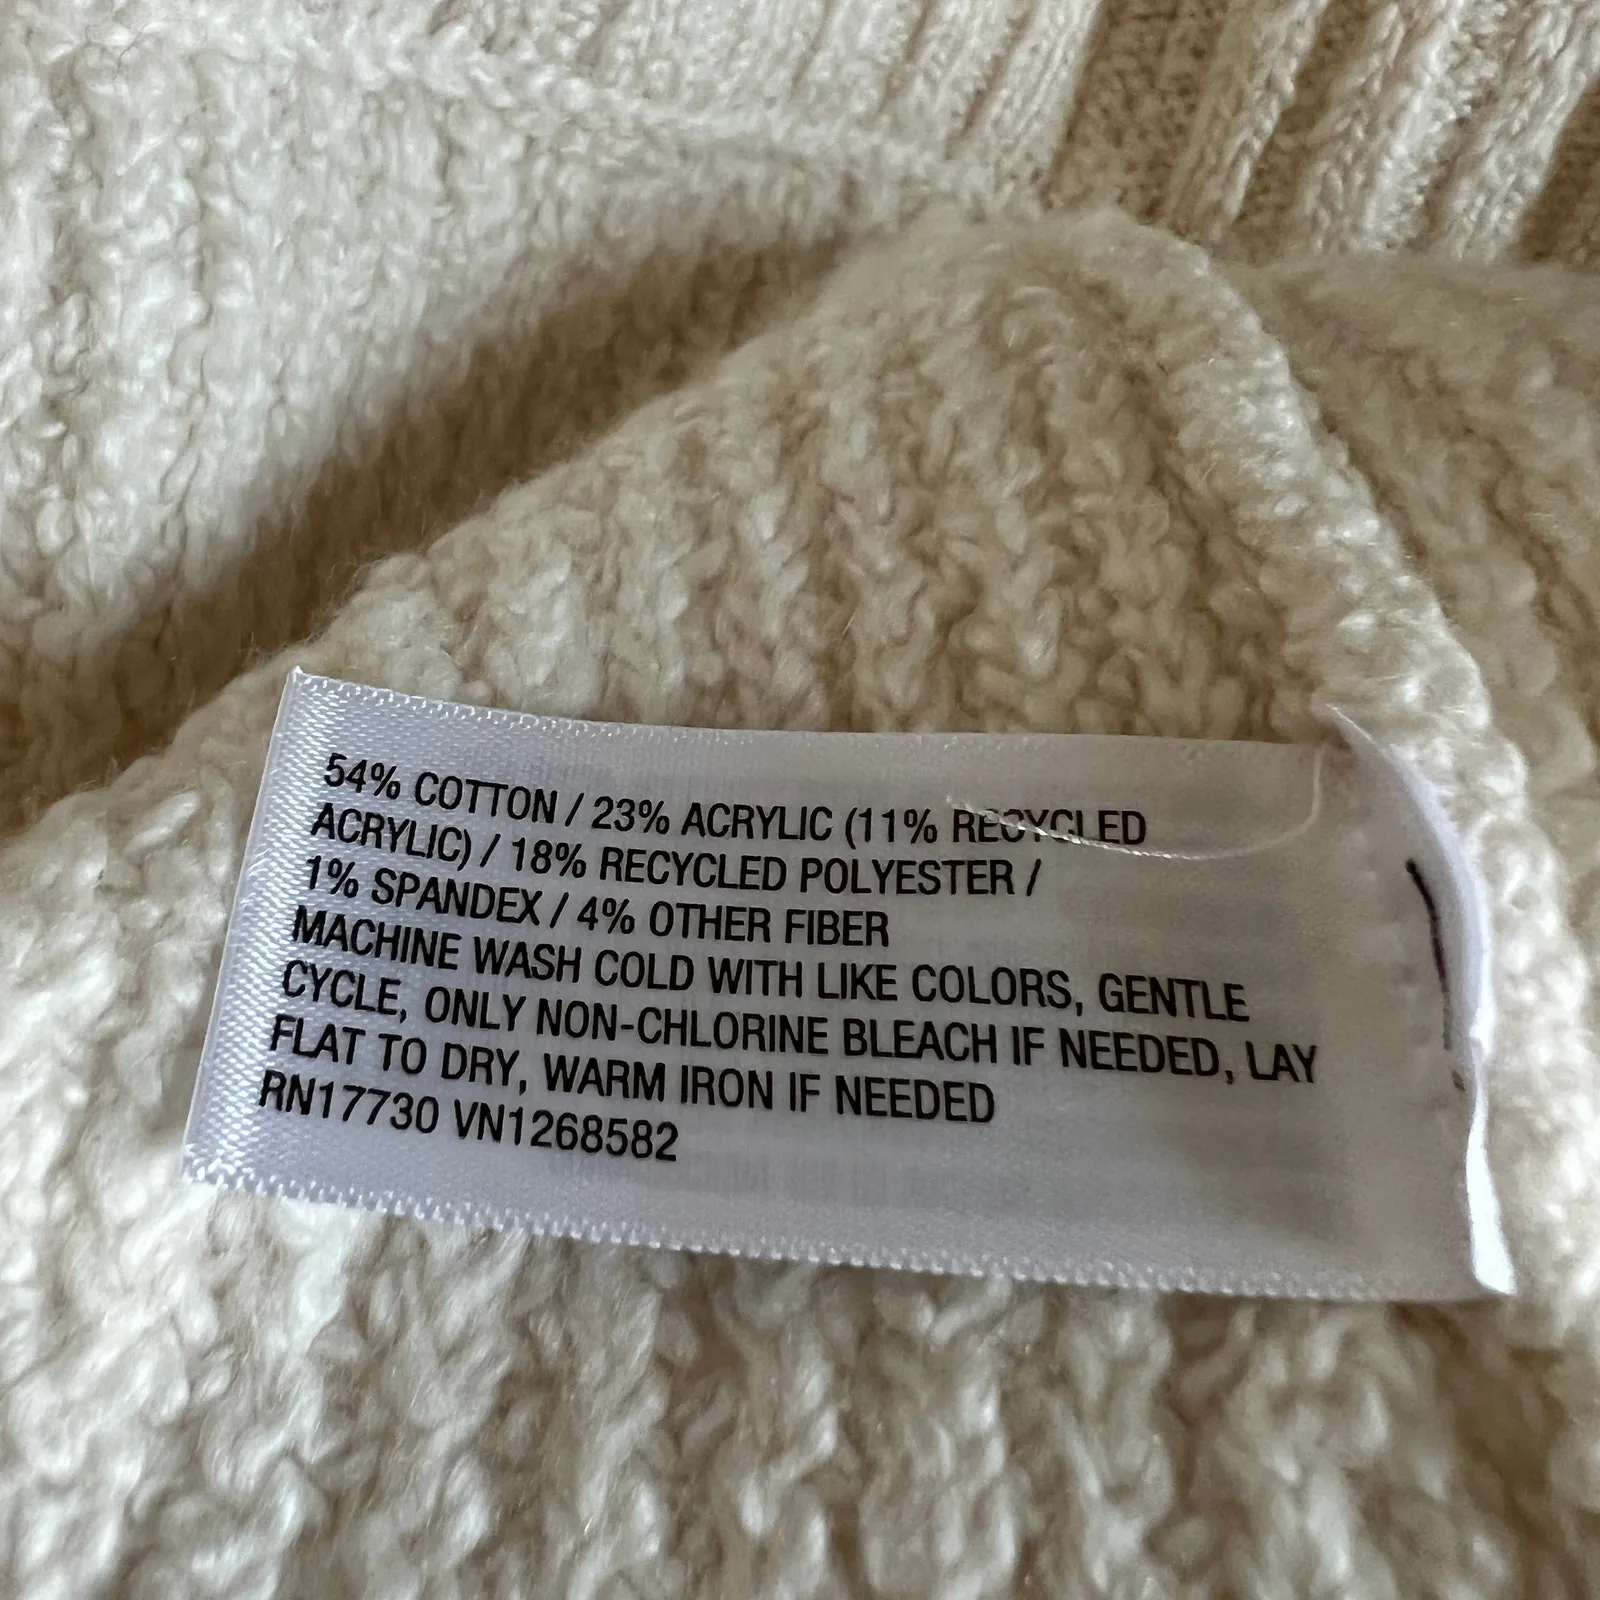 54% COTTON / 23% ACRYLIC (11% RECYCLED
ACRYLIC) / 18% RECYCLED POLYESTER /
1% SPANDEX / 4% OTHER FIBER
MACHINE WASH COLD WITH LIKE COLORS, GENTLE
CYCLE, ONLY NON-CHLORINE BLEACH IF NEEDED, LAY
FLAT TO DRY, WARM IRON IF NEEDED
RN17730 VN1268582